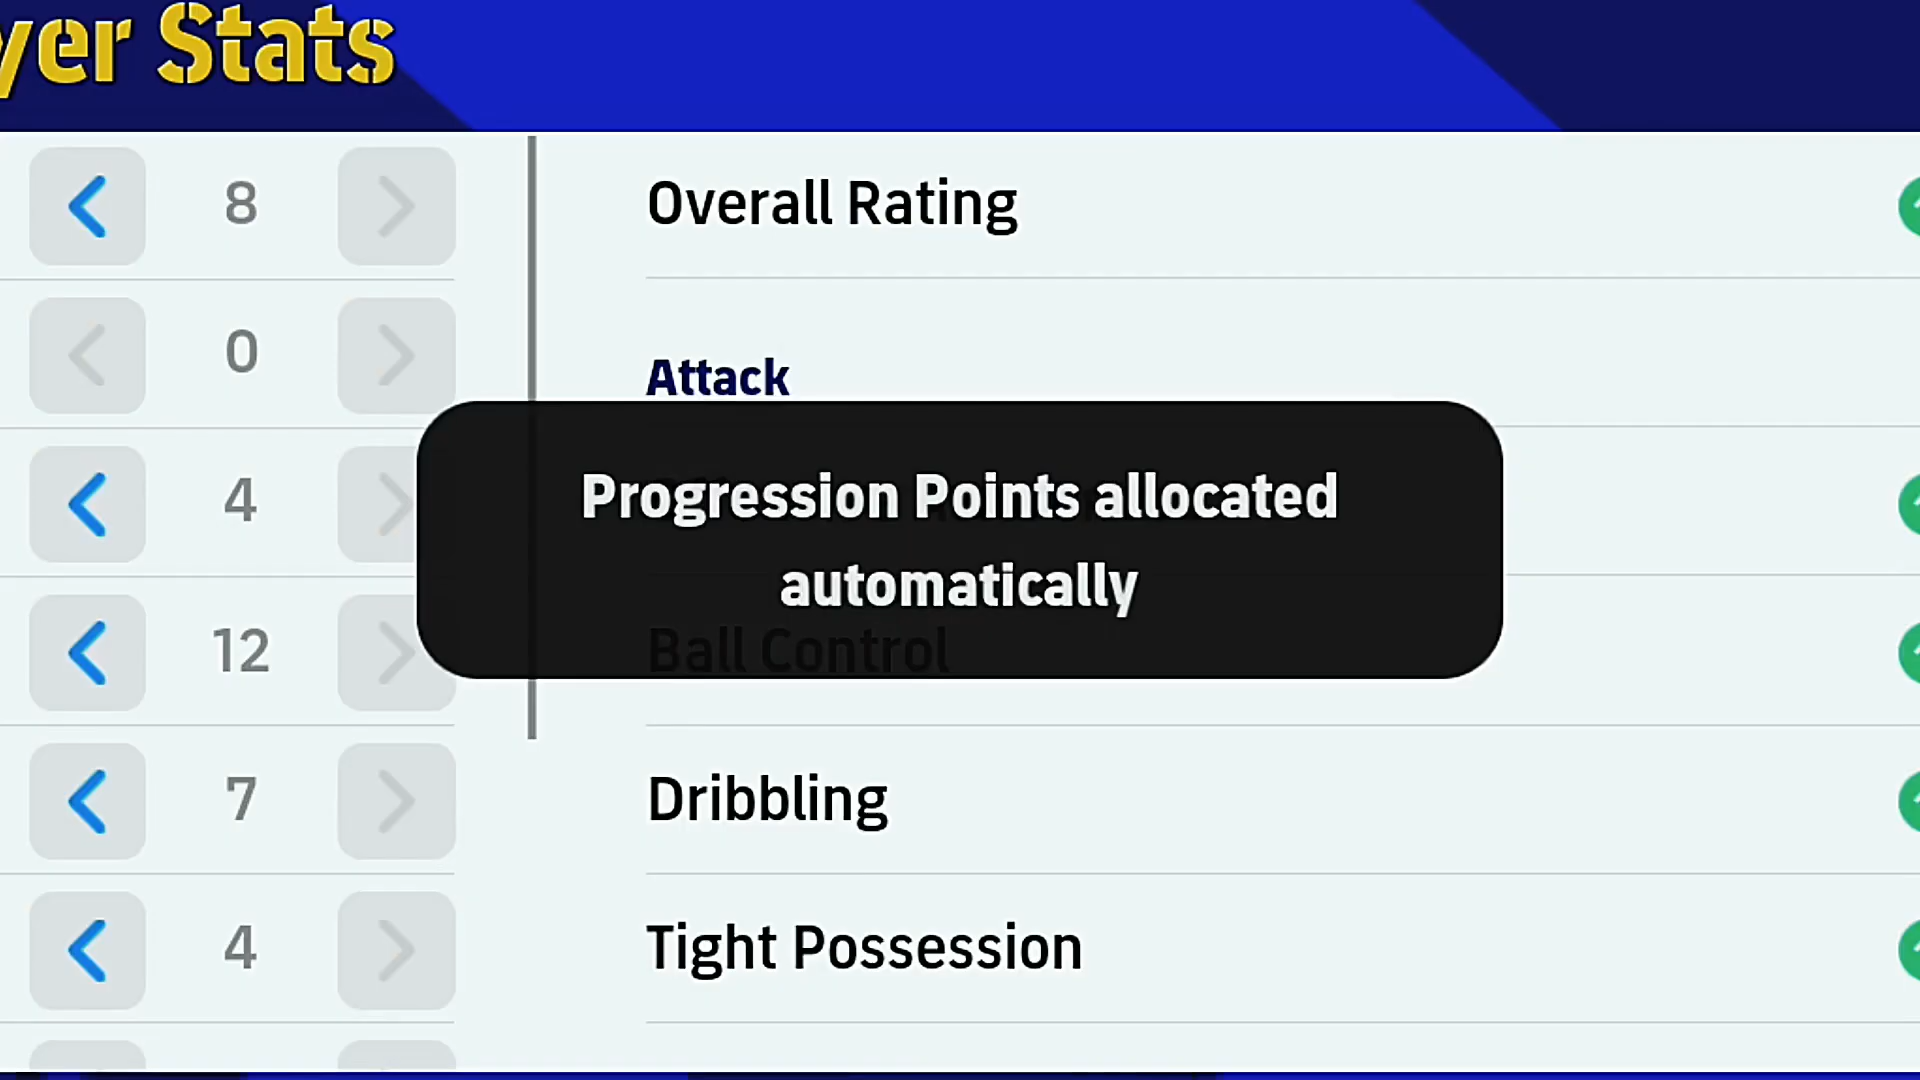 yer Stats
8
Overall Rating
0
Attack
4
Progression Points allocated
automatically
12
Ball Control
7
Dribbling
4
Tight Possession